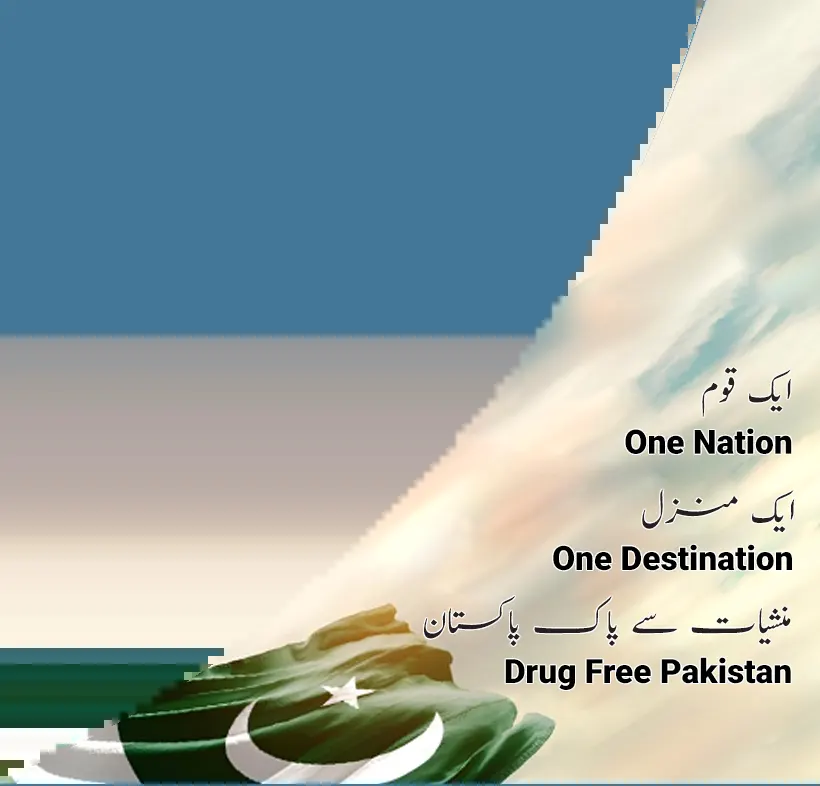 ایک قوم
One Nation
ایک منزل
One Destination
منشیات سے پاک پاکستان
Drug Free Pakistan